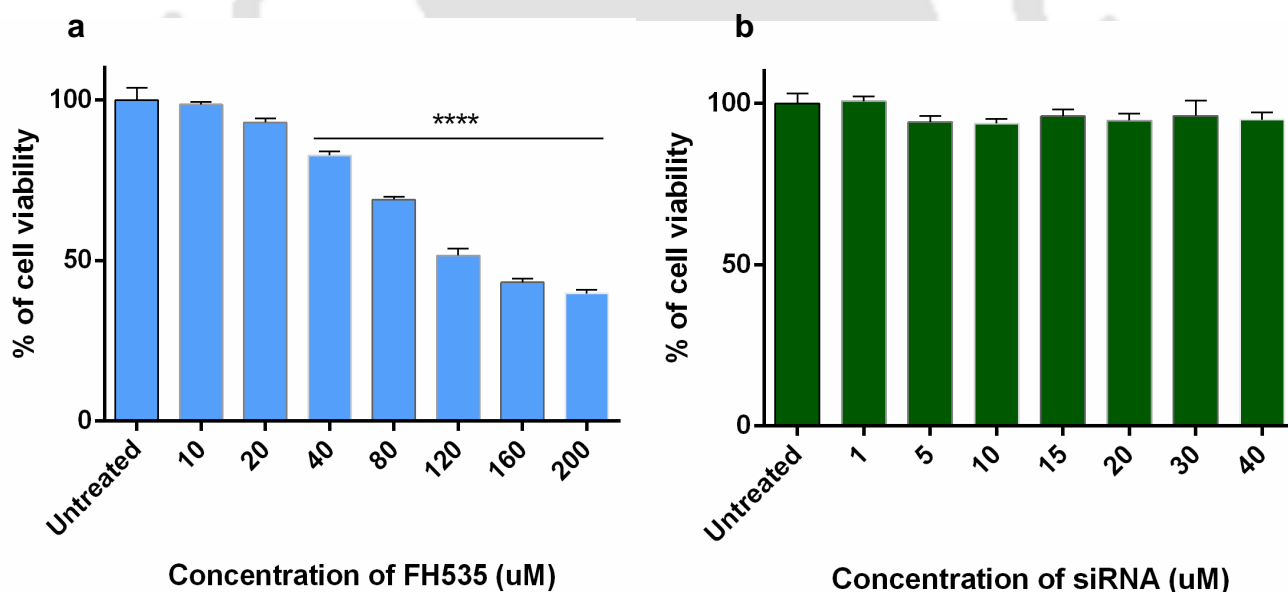 a
% of cell viability
100
50
0
****
Untreated
10
20
40
80
120
160
200
Concentration of FH535 (uM)
b
% of cell viability
100
50
0
Untreated
1
5
10
15
20
30
40
Concentration of siRNA (uM)